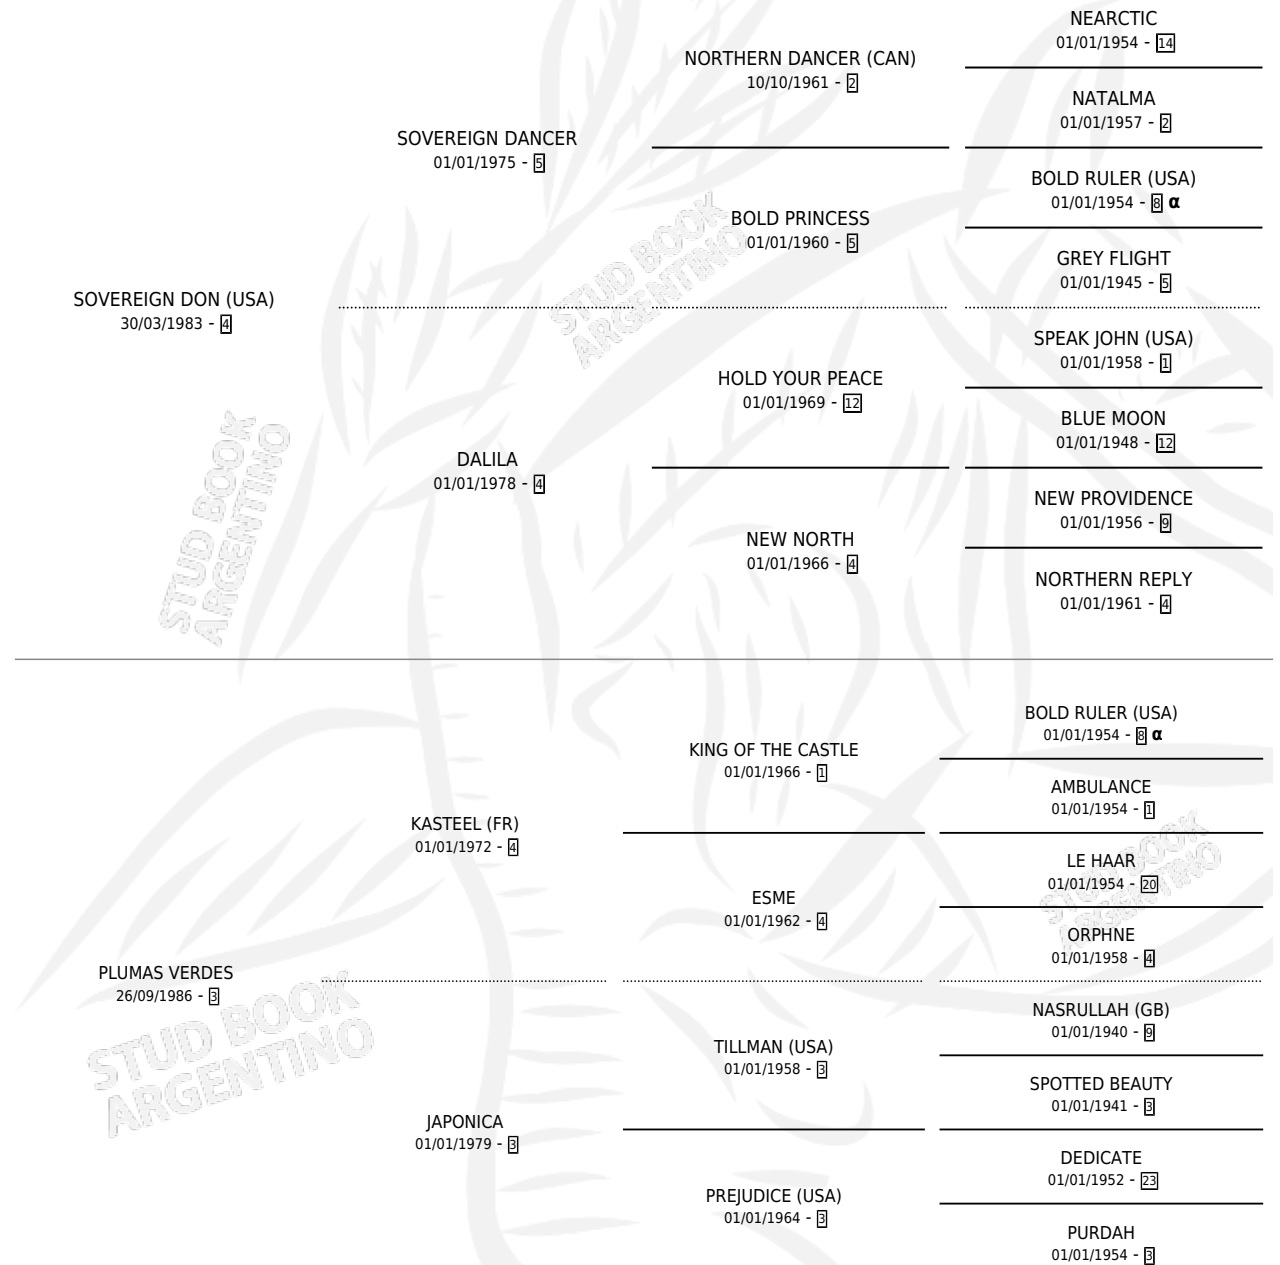 NEARCTIC
01/01/1954 - 14
NORTHERN DANCER (CAN)
10/10/1961 - 2
NATALMA
01/01/1957 - 2
SOVEREIGN DANCER
01/01/1975 - 5
BOLD RULER (USA)
01/01/1954 - 8 α
BOLD PRINCESS
01/01/1960 - 5
GREY FLIGHT
01/01/1945 - 5
STUD BOOK
ARGENTINO
SOVEREIGN DON (USA)
30/03/1983 - 4
SPEAK JOHN (USA)
01/01/1958 - 1
HOLD YOUR PEACE
01/01/1969 - 12
BLUE MOON
01/01/1948 - 12
DALILA
01/01/1978 - 4
NEW PROVIDENCE
01/01/1956 - 9
NEW NORTH
01/01/1966 - 4
NORTHERN REPLY
01/01/1961 - 4
STUD BOOK
ARGENTINO
BOLD RULER (USA)
01/01/1954 - 8 α
KING OF THE CASTLE
01/01/1966 - 1
AMBULANCE
01/01/1954 - 1
KASTEEL (FR)
01/01/1972 - 4
LE HAAR
01/01/1954 - 20
ESME
01/01/1962 - 4
ORPHNE
01/01/1958 - 4
STUD BOOK
ARGENTINO
PLUMAS VERDES
26/09/1986 - 3
NASRULLAH (GB)
01/01/1940 - 9
TILLMAN (USA)
01/01/1958 - 3
SPOTTED BEAUTY
01/01/1941 - 3
STUD BOOK
ARGENTINO
JAPONICA
01/01/1979 - 3
DEDICATE
01/01/1952 - 23
PREJUDICE (USA)
01/01/1964 - 3
PURDAH
01/01/1954 - 3